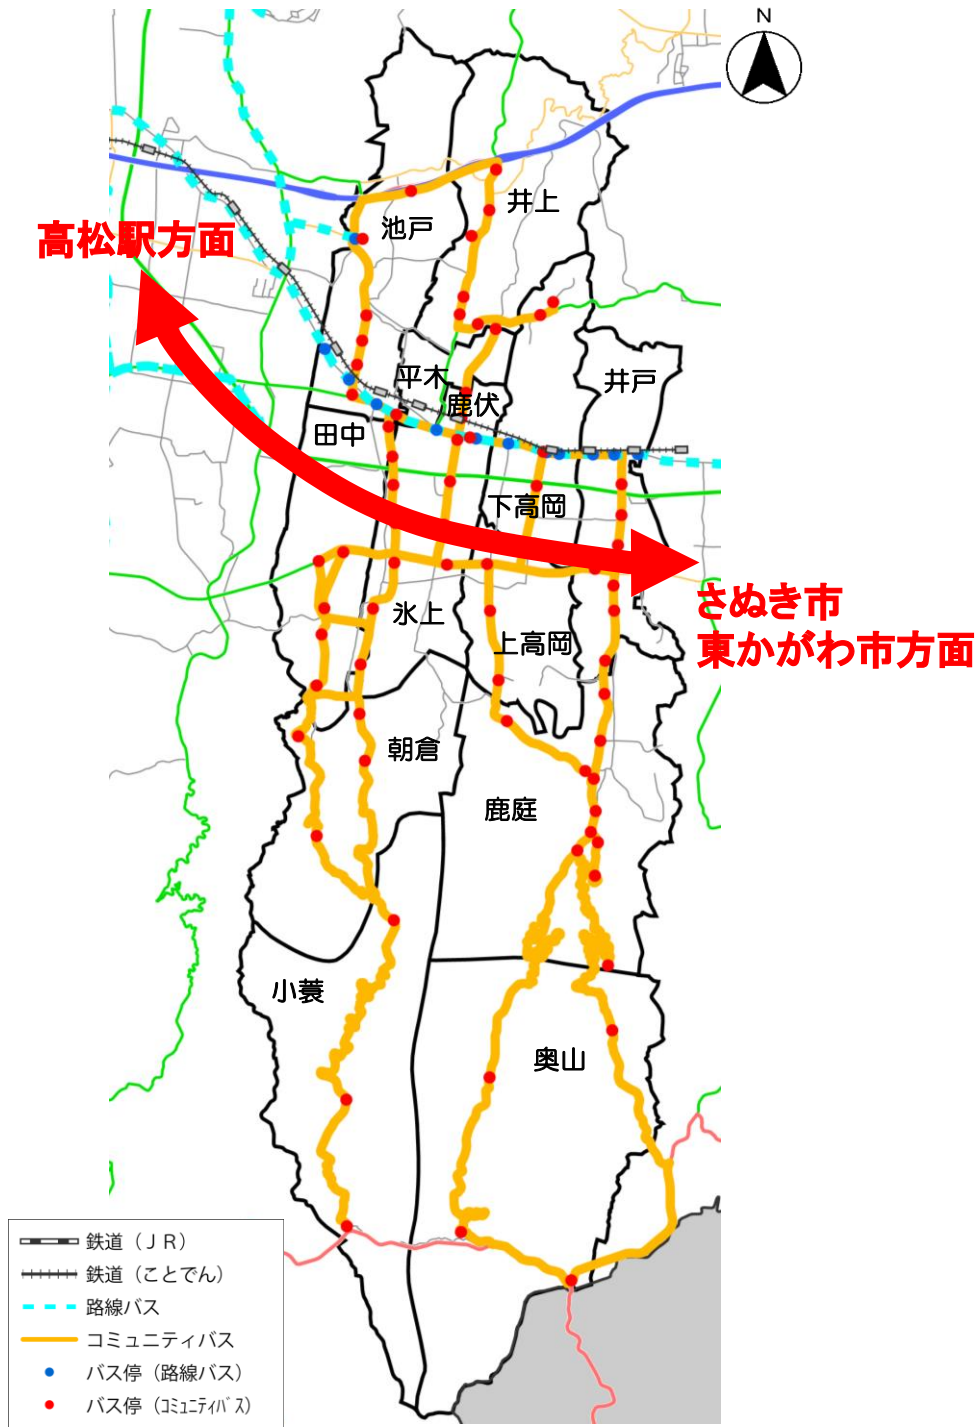 N
井上
池戸
高松駅方面
平木
井戸
鹿伏
田中
下高岡
さぬき市
東かがわ市方面
氷上
上高岡
朝倉
鹿庭
小蓑
奥山
鉄道（ＪＲ）
鉄道（ことでん）
路線バス
コミュニティバス
バス停（路線バス）
バス停（ｺﾐｭﾆﾃｨﾊﾞｽ）